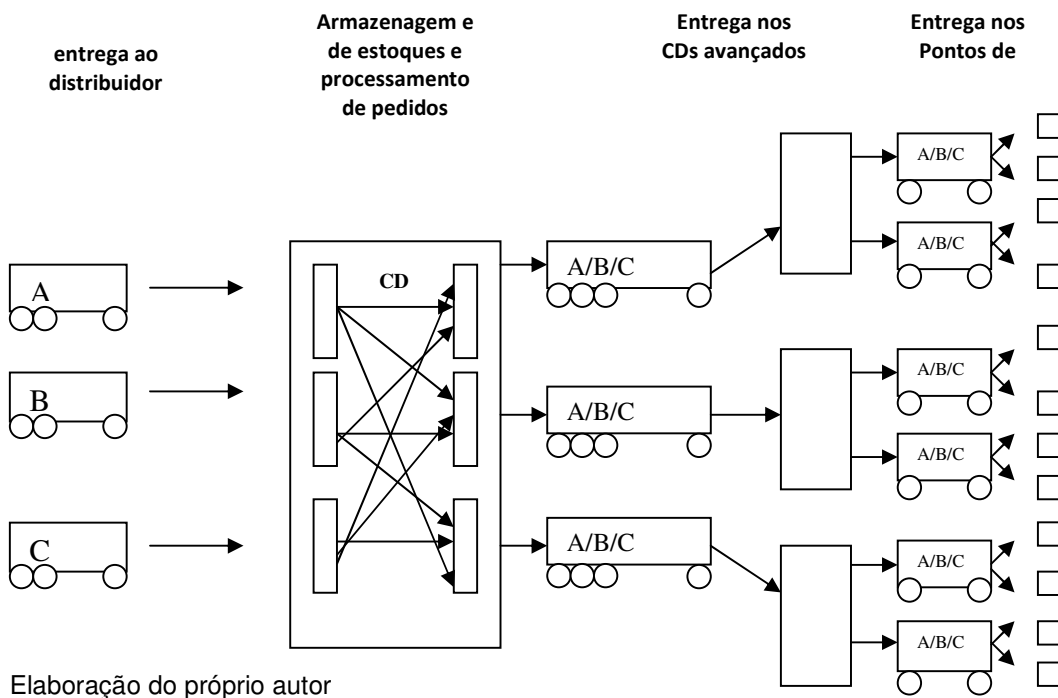 entrega ao
distribuidor
Armazenagem e
de estoques e
processamento
de pedidos
Entrega nos
CDs avançados
Entrega nos
Pontos de
A
B
C
CD
A/B/C
A/B/C
A/B/C
A/B/C
A/B/C
A/B/C
A/B/C
A/B/C
A/B/C
Elaboração do próprio autor